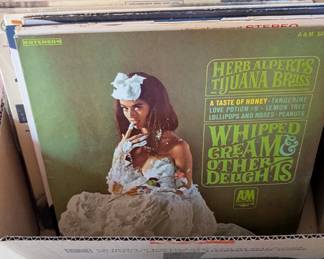 STEREO
STEREO
A&M
HERB ALPERT'S
TIJUANA BRASS
A TASTE OF HONEY • TANGERINE
LOVE POTION #9 • LEMON TREE
LOLLIPOPS AND ROSES • PEANUTS
WHIPPED
CREAM &
OTHER
DELIGHTS
A&M